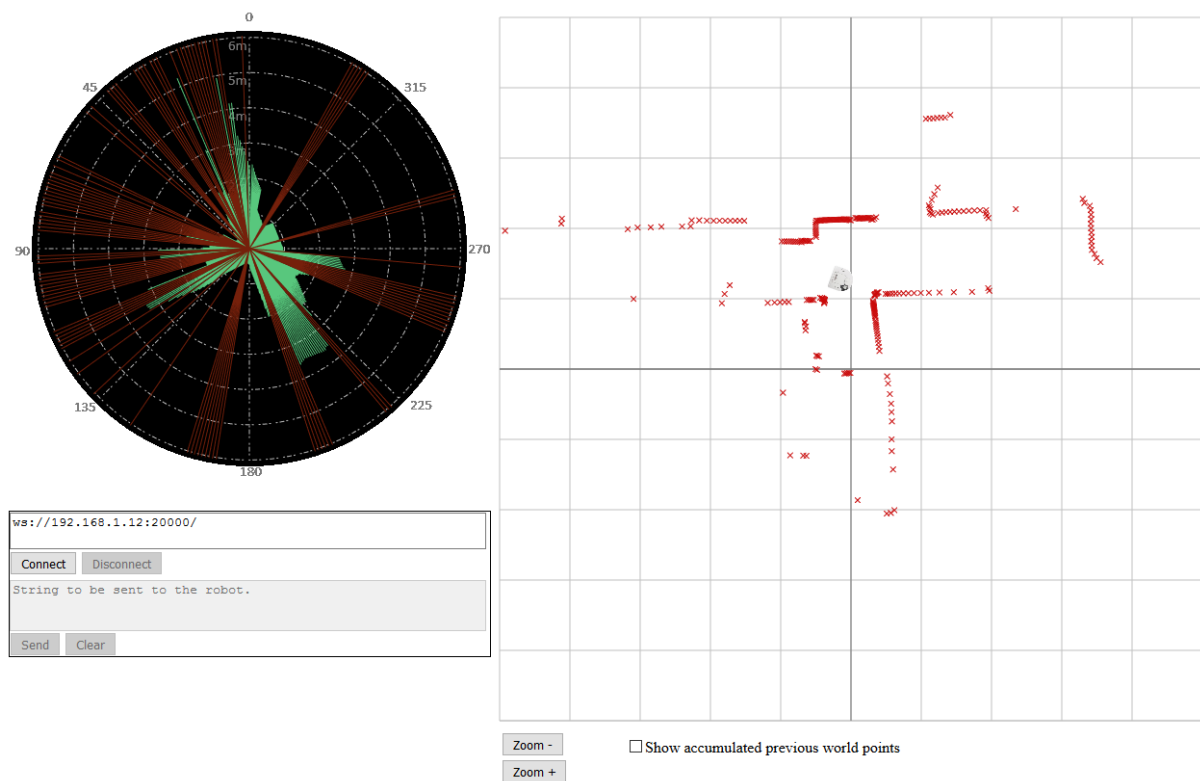 0
6m
45
5m
315
4m
90
270
135
225
180
ws://192.168.1.12:20000/
Connect
Disconnect
String to be sent to the robot.
Send
Clear
Zoom -
Show accumulated previous world points
Zoom +